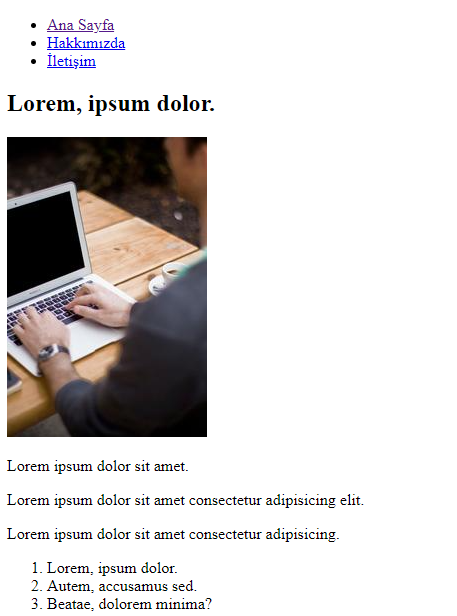 Ana Sayfa
Hakkımızda
İletişim
Lorem, ipsum dolor.
Lorem ipsum dolor sit amet.
Lorem ipsum dolor sit amet consectetur adipisicing elit.
Lorem ipsum dolor sit amet consectetur adipisicing.
1. Lorem, ipsum dolor.
2. Autem, accusamus sed.
3. Beatae, dolorem minima?